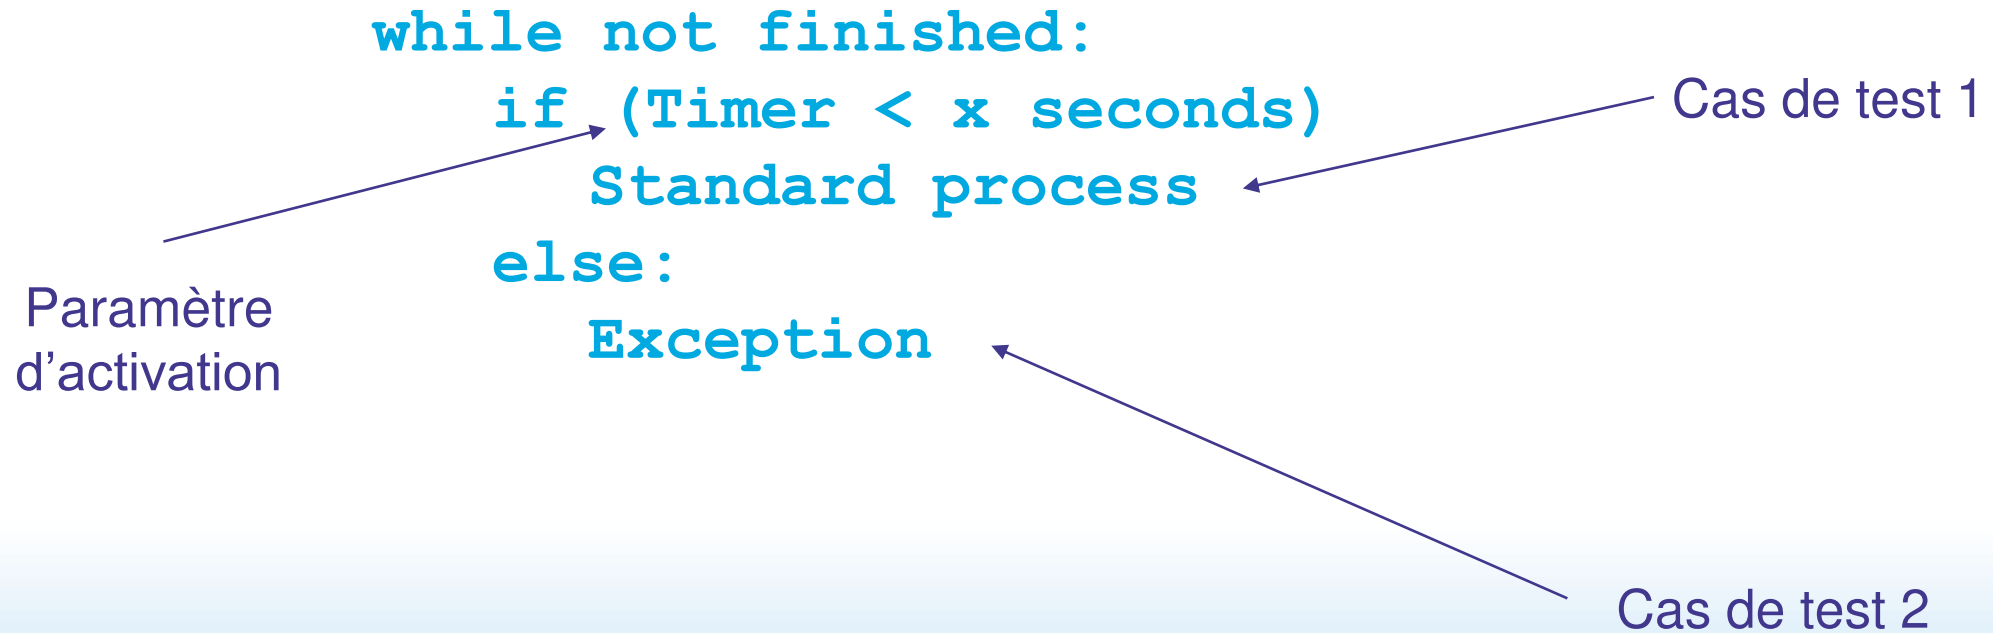 while not finished:
if (Timer < x seconds)
Cas de test 1
Standard process
else:
Paramètre
d’activation
Exception
Cas de test 2